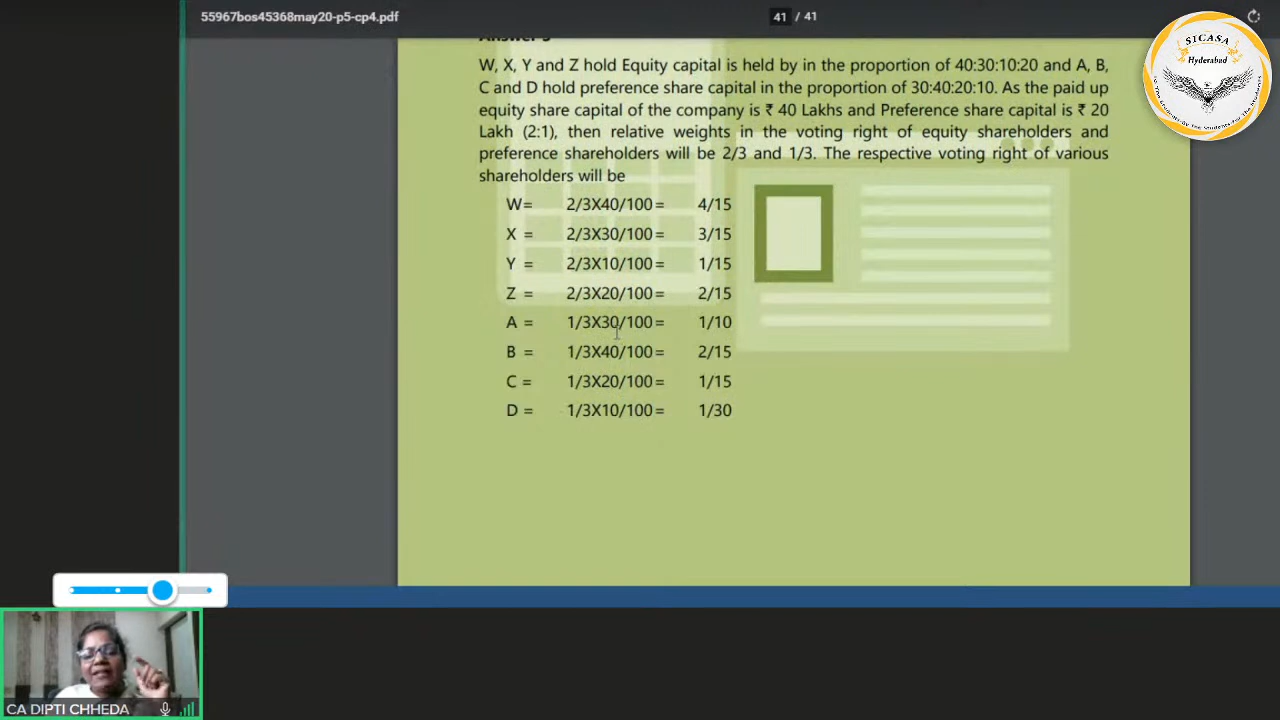 55967bos45368may20-p5-cp4.pdf
41 / 41
SICASA
Hyderabad
Answer 5
W, X, Y and Z hold Equity capital is held by in the proportion of 40:30:10:20 and A, B,
C and D hold preference share capital in the proportion of 30:40:20:10. As the paid up
equity share capital of the company is ₹ 40 Lakhs and Preference share capital is ₹ 20
Lakh (2:1), then relative weights in the voting right of equity shareholders and
preference shareholders will be 2/3 and 1/3. The respective voting right of various
shareholders will be
W= 2/3X40/100= 4/15
X = 2/3X30/100= 3/15
Y = 2/3X10/100= 1/15
Z = 2/3X20/100= 2/15
A = 1/3X30/100= 1/10
B = 1/3X40/100= 2/15
C = 1/3X20/100= 1/15
D = 1/3X10/100= 1/30
CA DIPTI CHHEDA